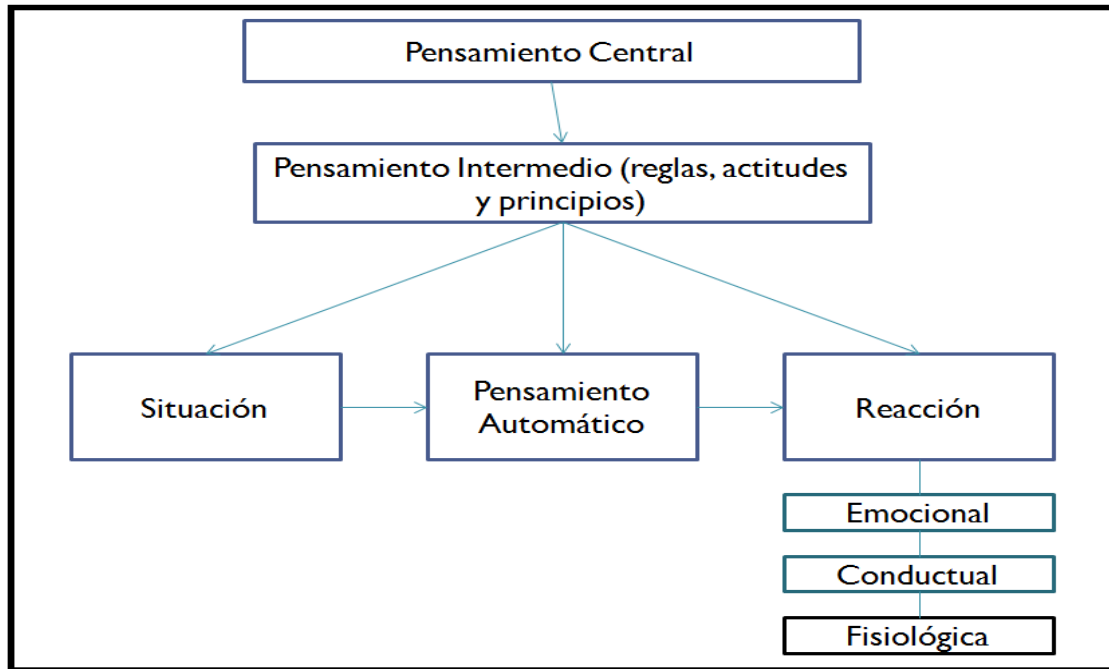 Pensamiento Central
Pensamiento Intermedio (reglas, actitudes
y principios)
Situación
Pensamiento
Automático
Reacción
Emocional
Conductual
Fisiológica